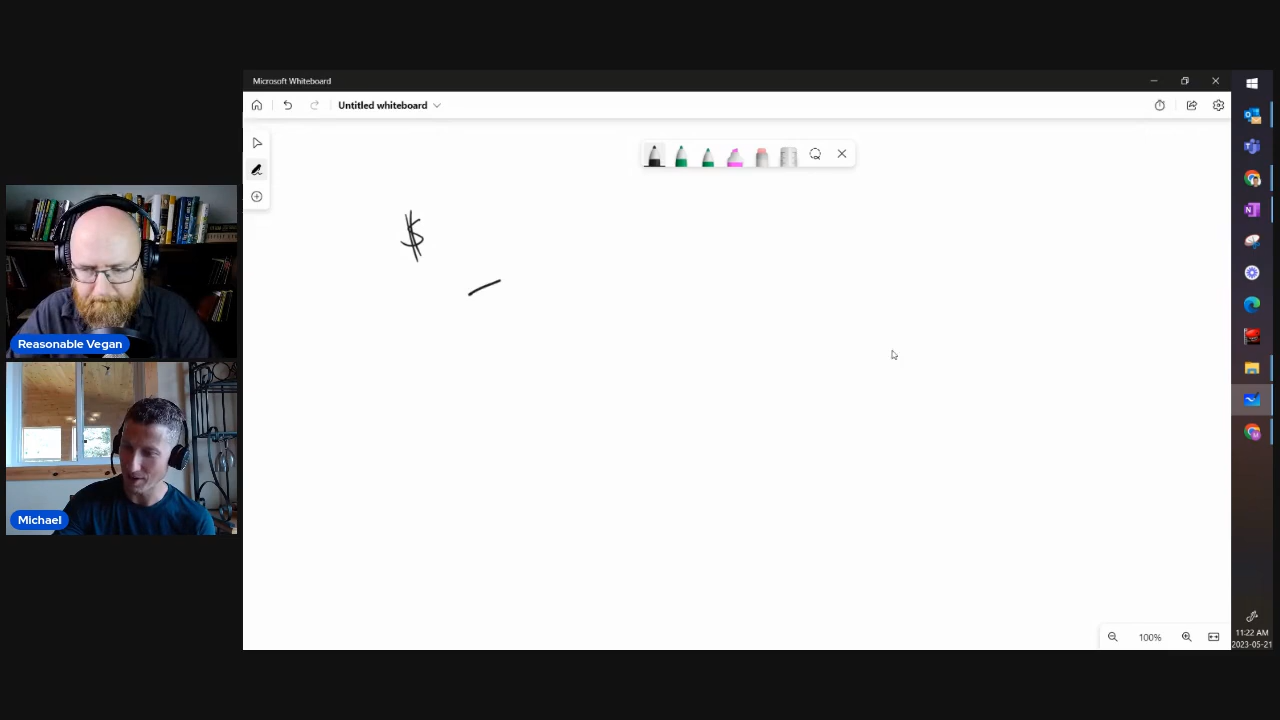 Microsoft Whiteboard
Untitled whiteboard
$
Reasonable Vegan
Michael
100%
11:22 AM
2023-05-21